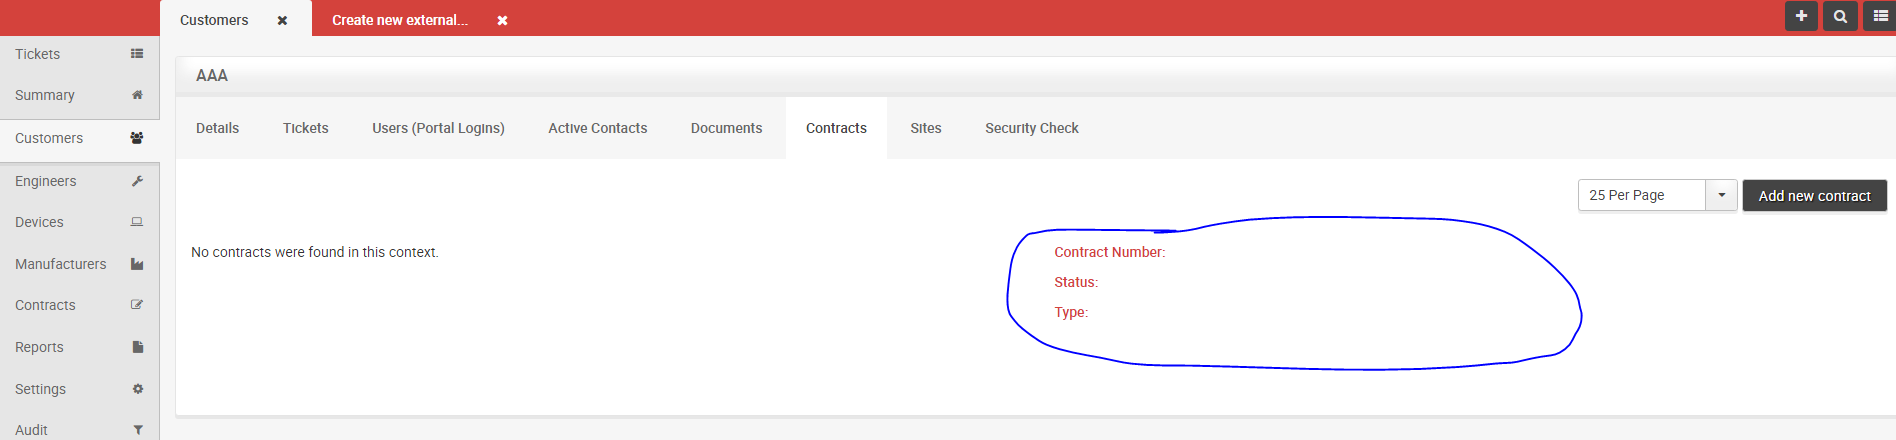 Customers
Create new external...
Tickets
Summary
Customers
Engineers
Devices
Manufacturers
Contracts
Reports
Settings
Audit
AAA
Details Tickets Users (Portal Logins) Active Contacts Documents Contracts Sites Security Check
25 Per Page Add new contract
No contracts were found in this context.
Contract Number:
Status:
Type: